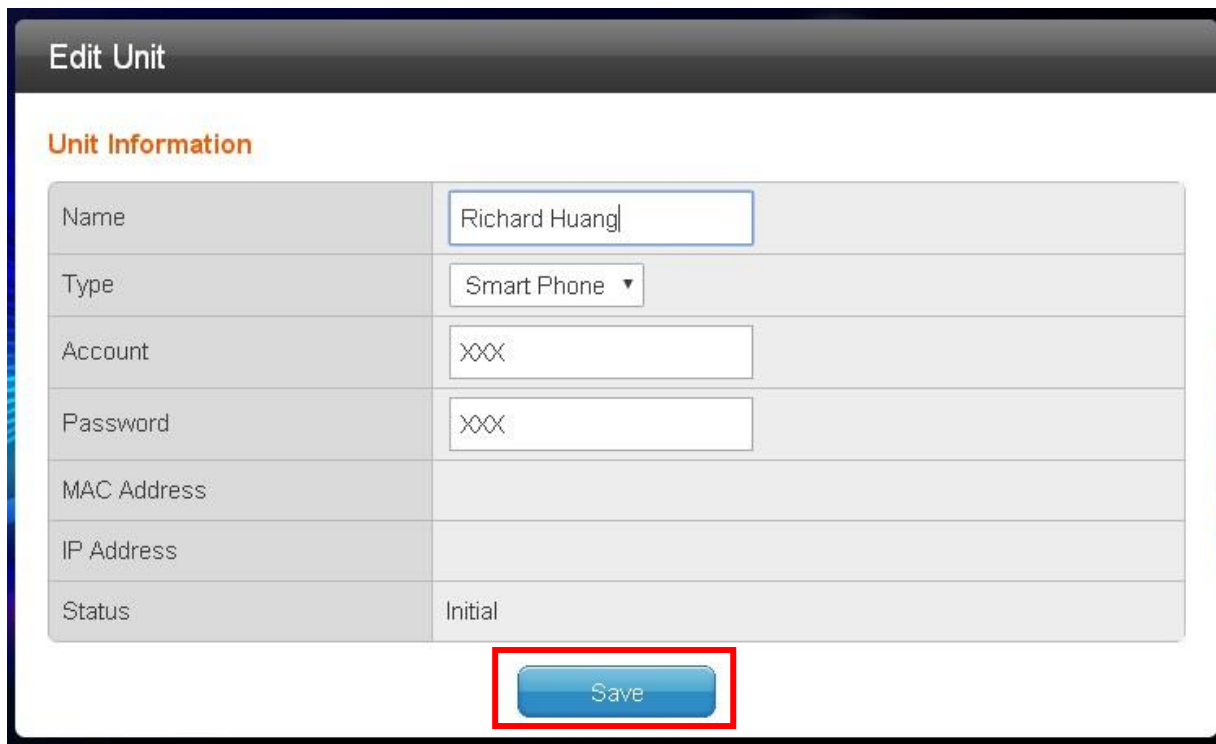 Edit Unit
Unit Information
Name Richard Huang
Type Smart Phone
Account XXX
Password XXX
MAC Address
IP Address
Status Initial
Save